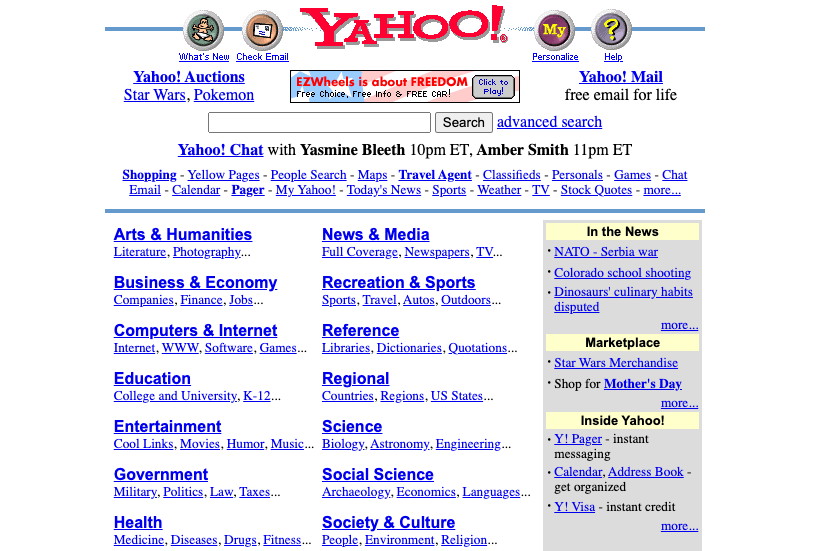 YAHOO!
What's New Check Email
My
Personalize
?
Help
Yahoo! Auctions
Star Wars, Pokemon
EZWheels is about FREEDOM
Free Choice, Free Info & FREE CAR!
Click to Play!
Yahoo! Mail
free email for life
Search advanced search
Yahoo! Chat with Yasmine Bleeth 10pm ET, Amber Smith 11pm ET
Shopping - Yellow Pages - People Search - Maps - Travel Agent - Classifieds - Personals - Games - Chat
Email - Calendar - Pager - My Yahoo! - Today's News - Sports - Weather - TV - Stock Quotes - more...
Arts & Humanities
Literature, Photography...
Business & Economy
Companies, Finance, Jobs...
Computers & Internet
Internet, WWW, Software, Games...
Education
College and University, K-12...
Entertainment
Cool Links, Movies, Humor, Music...
Government
Military, Politics, Law, Taxes...
Health
Medicine, Diseases, Drugs, Fitness...
News & Media
Full Coverage, Newspapers, TV...
Recreation & Sports
Sports, Travel, Autos, Outdoors...
Reference
Libraries, Dictionaries, Quotations...
Regional
Countries, Regions, US States...
Science
Biology, Astronomy, Engineering...
Social Science
Archaeology, Economics, Languages...
Society & Culture
People, Environment, Religion...
In the News
· NATO - Serbia war
· Colorado school shooting
· Dinosaurs' culinary habits
disputed
more...
Marketplace
· Star Wars Merchandise
· Shop for Mother's Day
more...
Inside Yahoo!
· Y! Pager - instant
messaging
· Calendar, Address Book -
get organized
· Y! Visa - instant credit
more...